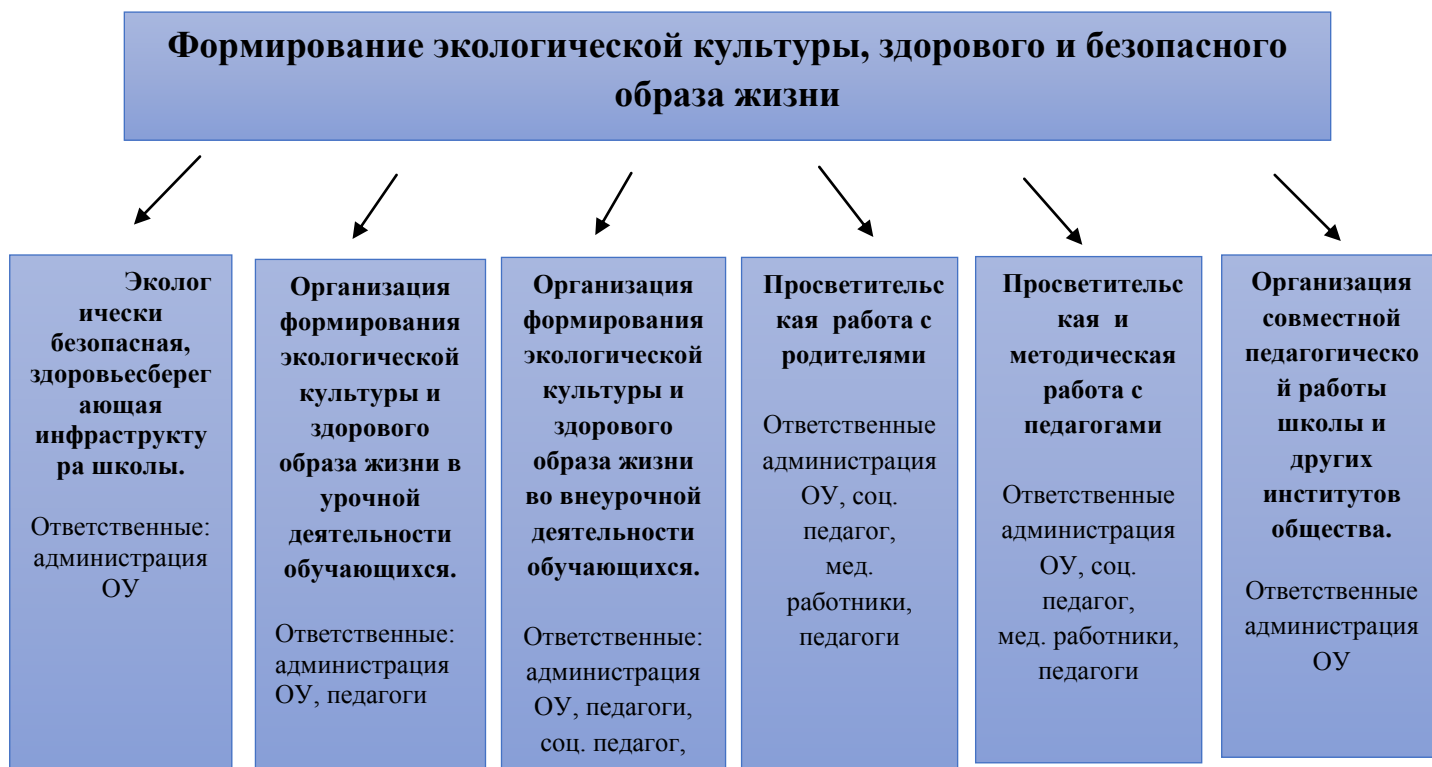 Формирование экологической культуры, здорового и безопасного
образа жизни
Эколог
ически
безопасная,
здоровьесберег
ающая
инфраструкту
ра школы.
Ответственные:
администрация
ОУ
Организация
формирования
экологической
культуры и
здорового
образа жизни в
урочной
деятельности
обучающихся.
Ответственные:
администрация
ОУ, педагоги
Организация
формирования
экологической
культуры и
здорового
образа жизни
во внеурочной
деятельности
обучающихся.
Ответственные:
администрация
ОУ, педагоги,
соц. педагог,
Просветительс
кая работа с
родителями
Ответственные
администрация
ОУ, соц.
педагог,
мед.
работники,
педагоги
Просветительс
кая и
методическая
работа с
педагогами
Ответственные
администрация
ОУ, соц.
педагог,
мед. работники,
педагоги
Организация
совместной
педагогическо
й работы
школы и
других
институтов
общества.
Ответственные
администрация
ОУ